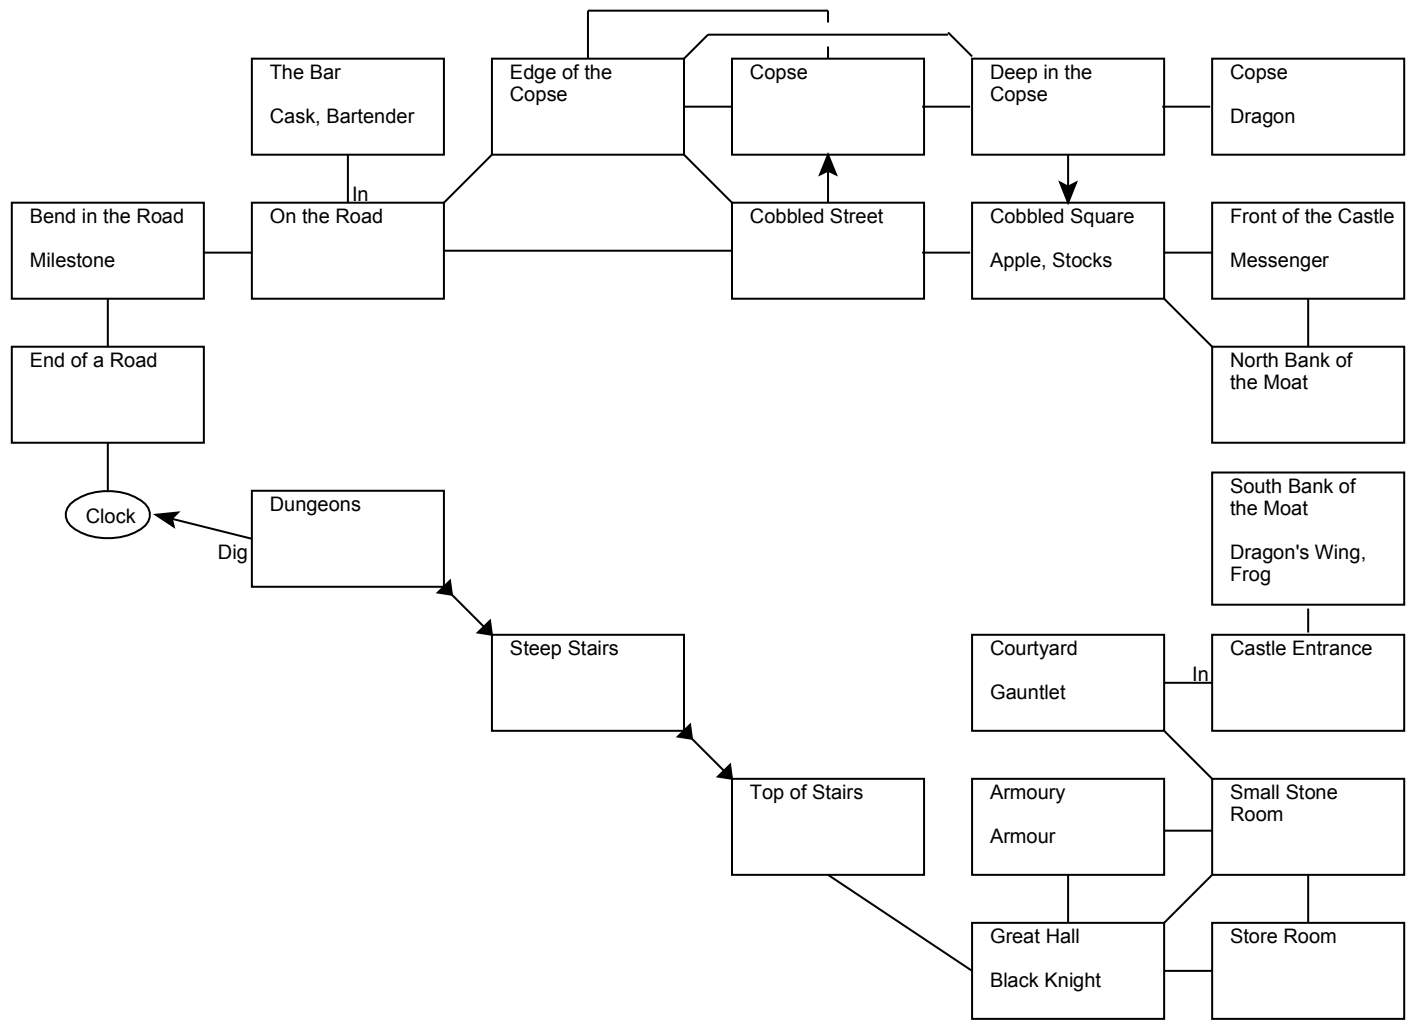 The Bar
Cask, Bartender
Edge of the
Copse
Copse
Deep in the
Copse
Copse
Dragon
In
Bend in the Road
Milestone
On the Road
Cobbled Street
Cobbled Square
Apple, Stocks
Front of the Castle
Messenger
End of a Road
North Bank of
the Moat
Clock
Dig
Dungeons
South Bank of
the Moat
Dragon's Wing,
Frog
Steep Stairs
Courtyard
Gauntlet
In
Castle Entrance
Top of Stairs
Armoury
Armour
Small Stone
Room
Great Hall
Black Knight
Store Room